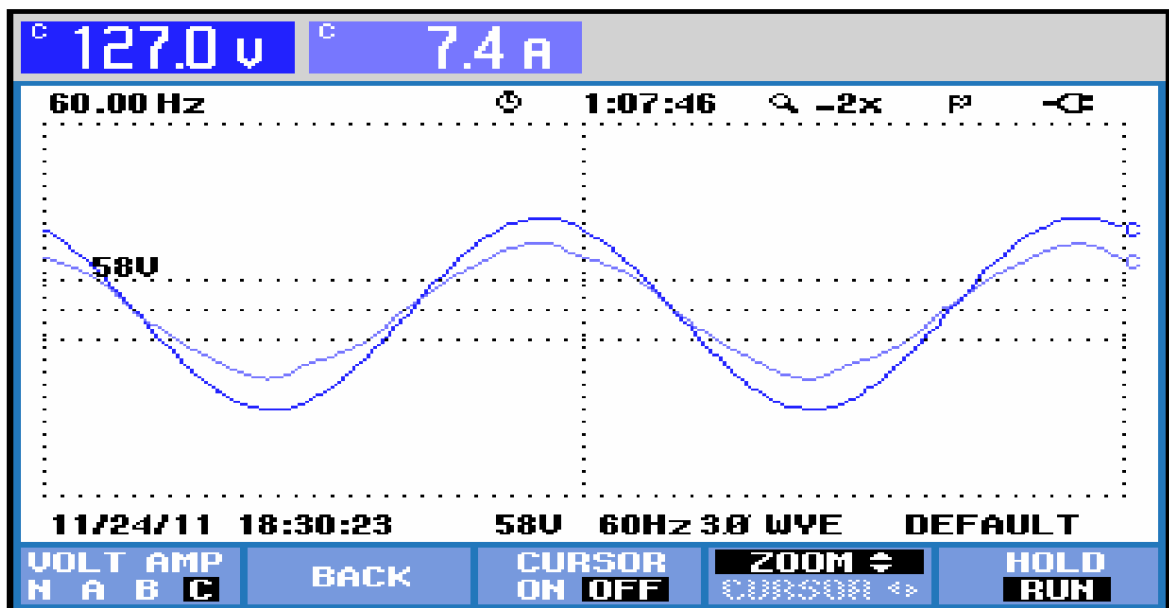 C 127.0 V C 7.4 A
60.00 Hz 1:07:46 -2x
C
58V
C
11/24/11 18:30:23 58V 60Hz 3Ø WYE DEFAULT
VOLT AMP BACK CURSOR ZOOM HOLD
N A B C ON OFF CURSOR RUN